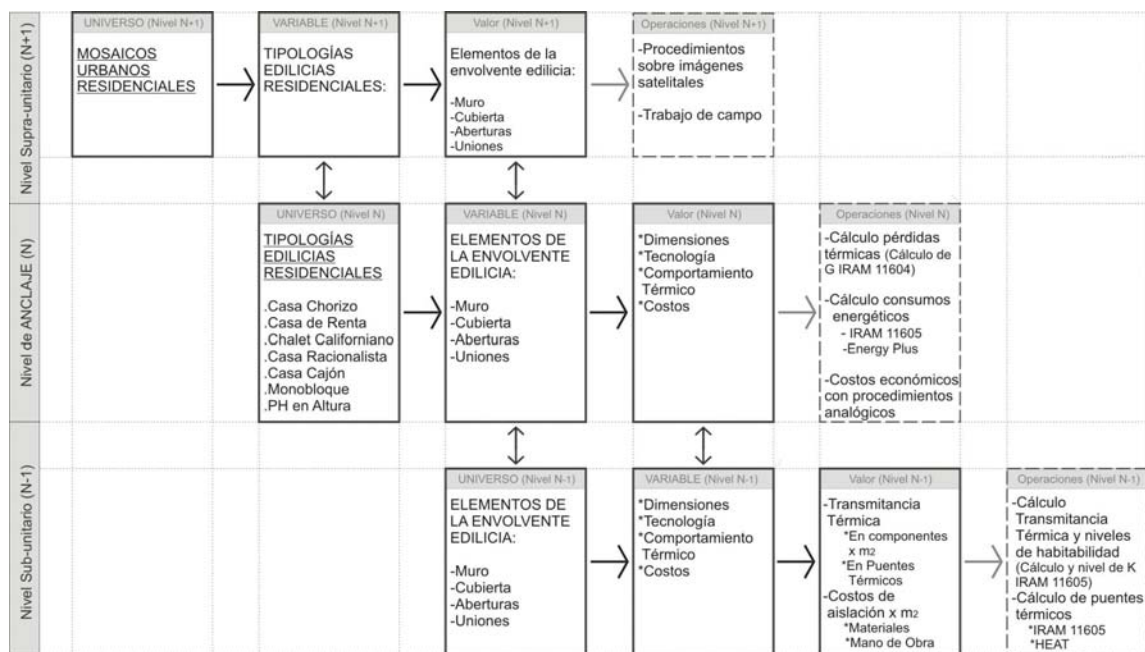 Nivel Supra-unitario (N+1)
UNIVERSO (Nivel N+1)
MOSAICOS
URBANOS
RESIDENCIALES
VARIABLE (Nivel N+1)
TIPOLOGÍAS
EDILICIAS
RESIDENCIALES:
Valor (Nivel N+1)
Elementos de la
envolvente edilicia:
-Muro
-Cubierta
-Aberturas
-Uniones
Operaciones (Nivel N+1)
-Procedimientos
sobre imágenes
satelitales
-Trabajo de campo
Nivel de ANCLAJE (N)
UNIVERSO (Nivel N)
TIPOLOGÍAS
EDILICIAS
RESIDENCIALES
.Casa Chorizo
.Casa de Renta
.Chalet Californiano
.Casa Racionalista
.Casa Cajón
.Monobloque
.PH en Altura
VARIABLE (Nivel N)
ELEMENTOS DE
LA ENVOLVENTE
EDILICIA:
-Muro
-Cubierta
-Aberturas
-Uniones
Valor (Nivel N)
*Dimensiones
*Tecnología
*Comportamiento
Térmico
*Costos
Operaciones (Nivel N)
-Cálculo pérdidas
térmicas (Cálculo de
G IRAM 11604)
-Cálculo consumos
energéticos
- IRAM 11605
-Energy Plus
-Costos económicos
con procedimientos
analógicos
Nivel Sub-unitario (N-1)
UNIVERSO (Nivel N-1)
ELEMENTOS DE
LA ENVOLVENTE
EDILICIA:
-Muro
-Cubierta
-Aberturas
-Uniones
VARIABLE (Nivel N-1)
*Dimensiones
*Tecnología
*Comportamiento
Térmico
*Costos
Valor (Nivel N-1)
-Transmitancia
Térmica
*En componentes
x m2
*En Puentes
Térmicos
-Costos de
aislación x m2
*Materiales
*Mano de Obra
Operaciones (Nivel N-1)
-Cálculo
Transmitancia
Térmica y niveles
de habitabilidad
(Cálculo y nivel de K
IRAM 11605)
-Cálculo de puentes
térmicos
*IRAM 11605
*HEAT